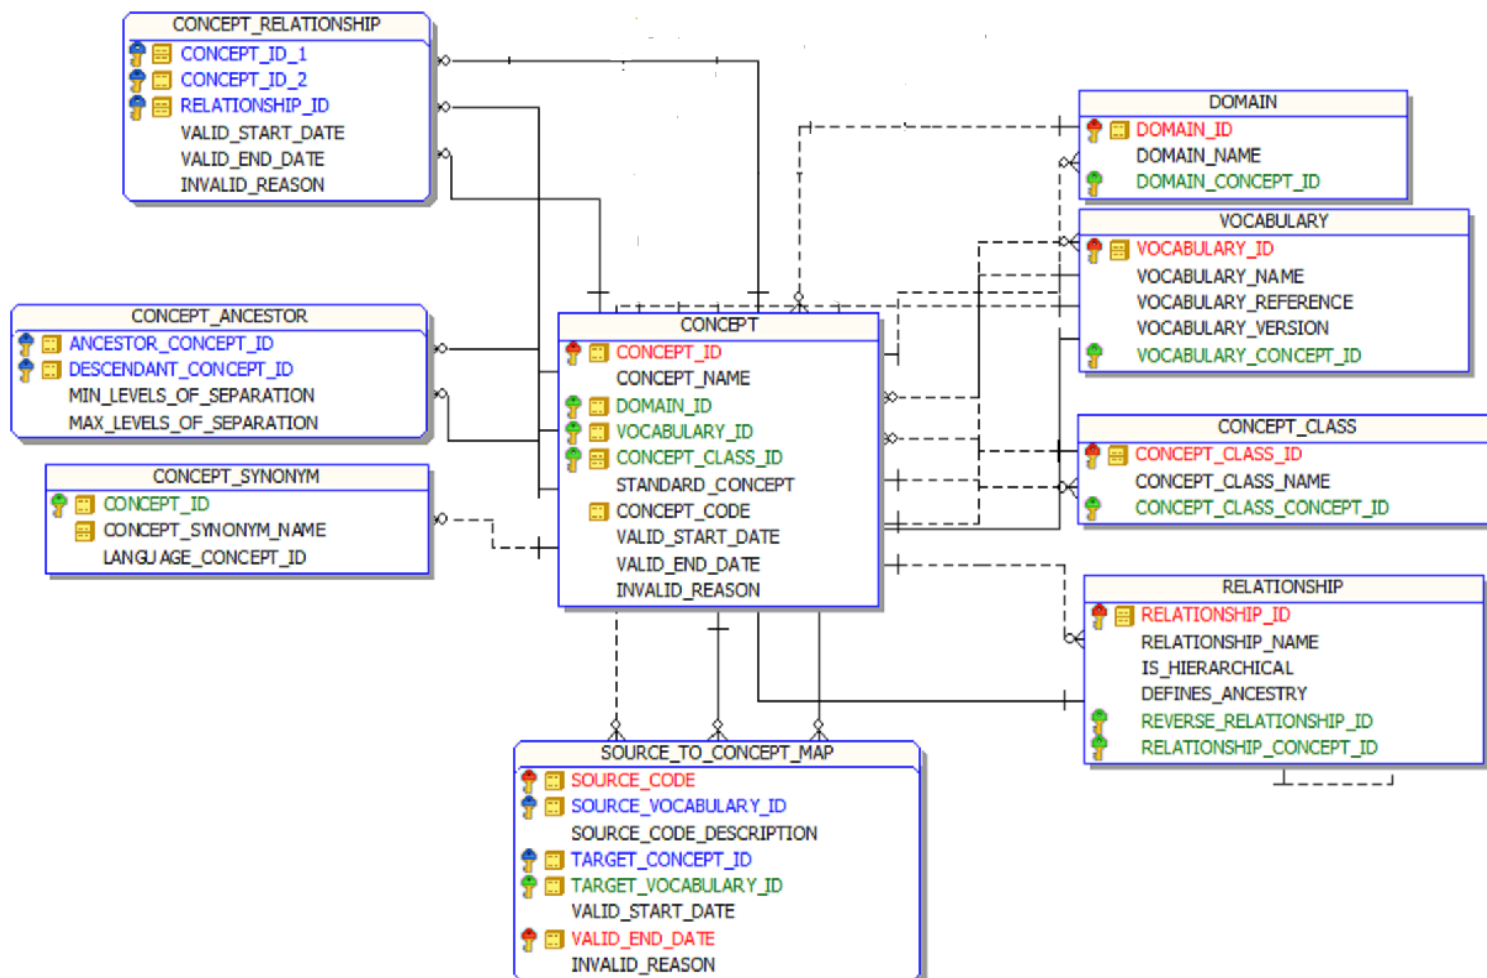 CONCEPT_RELATIONSHIP
CONCEPT_ID_1
CONCEPT_ID_2
RELATIONSHIP_ID
VALID_START_DATE
VALID_END_DATE
INVALID_REASON
DOMAIN
DOMAIN_ID
DOMAIN_NAME
DOMAIN_CONCEPT_ID
VOCABULARY
VOCABULARY_ID
VOCABULARY_NAME
VOCABULARY_REFERENCE
VOCABULARY_VERSION
VOCABULARY_CONCEPT_ID
CONCEPT_ANCESTOR
ANCESTOR_CONCEPT_ID
DESCENDANT_CONCEPT_ID
MIN_LEVELS_OF_SEPARATION
MAX_LEVELS_OF_SEPARATION
CONCEPT
CONCEPT_ID
CONCEPT_NAME
DOMAIN_ID
VOCABULARY_ID
CONCEPT_CLASS_ID
STANDARD_CONCEPT
CONCEPT_CODE
VALID_START_DATE
VALID_END_DATE
INVALID_REASON
CONCEPT_CLASS
CONCEPT_CLASS_ID
CONCEPT_CLASS_NAME
CONCEPT_CLASS_CONCEPT_ID
CONCEPT_SYNONYM
CONCEPT_ID
CONCEPT_SYNONYM_NAME
LANGUAGE_CONCEPT_ID
RELATIONSHIP
RELATIONSHIP_ID
RELATIONSHIP_NAME
IS_HIERARCHICAL
DEFINES_ANCESTRY
REVERSE_RELATIONSHIP_ID
RELATIONSHIP_CONCEPT_ID
SOURCE_TO_CONCEPT_MAP
SOURCE_CODE
SOURCE_VOCABULARY_ID
SOURCE_CODE_DESCRIPTION
TARGET_CONCEPT_ID
TARGET_VOCABULARY_ID
VALID_START_DATE
VALID_END_DATE
INVALID_REASON